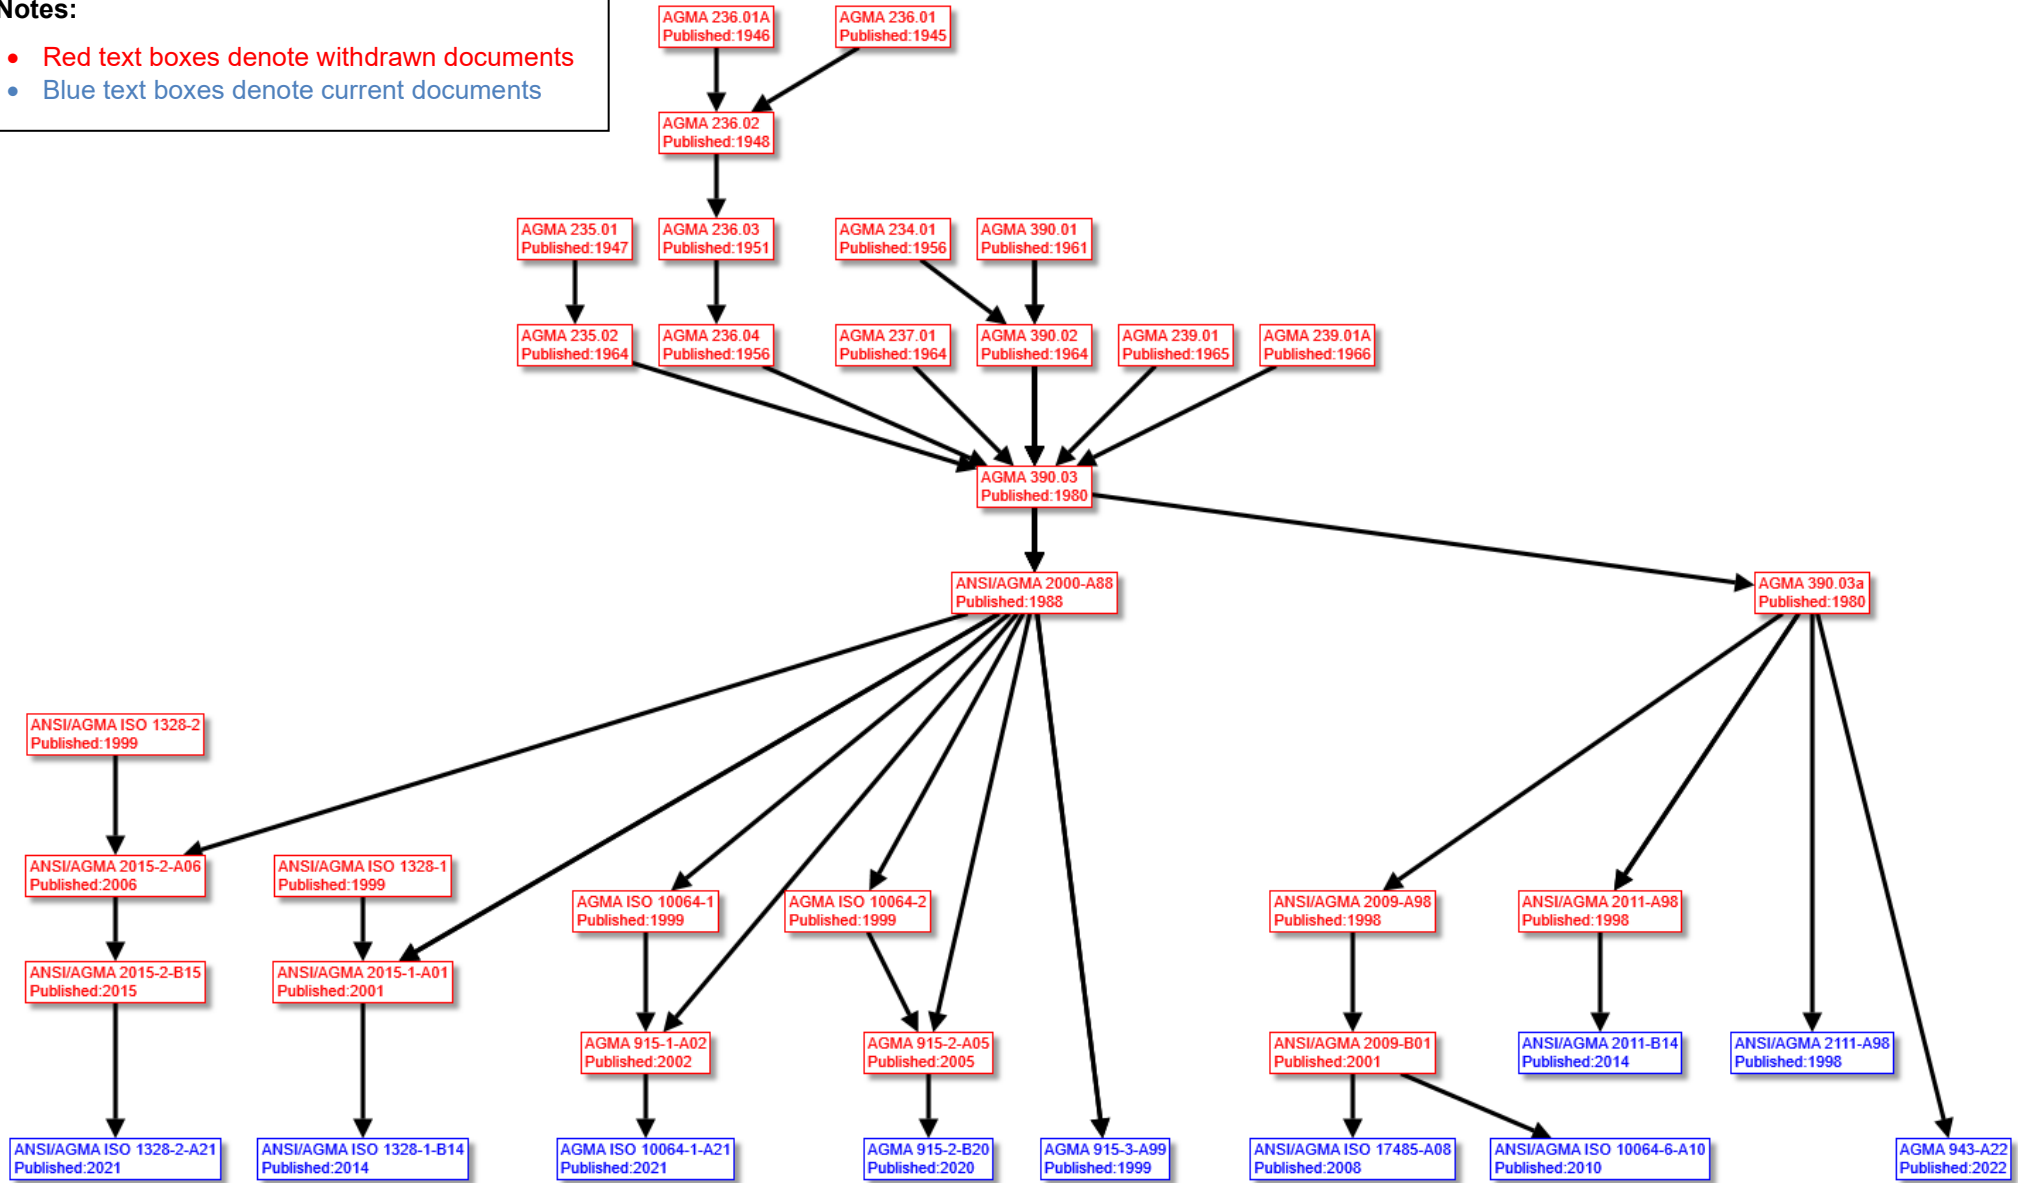 Notes:
• Red text boxes denote withdrawn documents
• Blue text boxes denote current documents
AGMA 236.01A
Published:1946
AGMA 236.01
Published:1945
AGMA 236.02
Published:1948
AGMA 235.01
Published:1947
AGMA 236.03
Published:1951
AGMA 234.01
Published:1956
AGMA 390.01
Published:1961
AGMA 235.02
Published:1964
AGMA 236.04
Published:1956
AGMA 237.01
Published:1964
AGMA 390.02
Published:1964
AGMA 239.01
Published:1965
AGMA 239.01A
Published:1966
AGMA 390.03
Published:1980
ANSI/AGMA 2000-A88
Published:1988
AGMA 390.03a
Published:1980
ANSI/AGMA ISO 1328-2
Published:1999
ANSI/AGMA 2015-2-A06
Published:2006
ANSI/AGMA ISO 1328-1
Published:1999
AGMA ISO 10064-1
Published:1999
AGMA ISO 10064-2
Published:1999
ANSI/AGMA 2009-A98
Published:1998
ANSI/AGMA 2011-A98
Published:1998
ANSI/AGMA 2015-2-B15
Published:2015
ANSI/AGMA 2015-1-A01
Published:2001
AGMA 915-1-A02
Published:2002
AGMA 915-2-A05
Published:2005
ANSI/AGMA 2009-B01
Published:2001
ANSI/AGMA 2011-B14
Published:2014
ANSI/AGMA 2111-A98
Published:1998
ANSI/AGMA ISO 1328-2-A21
Published:2021
ANSI/AGMA ISO 1328-1-B14
Published:2014
AGMA ISO 10064-1-A21
Published:2021
AGMA 915-2-B20
Published:2020
AGMA 915-3-A99
Published:1999
ANSI/AGMA ISO 17485-A08
Published:2008
ANSI/AGMA ISO 10064-6-A10
Published:2010
AGMA 943-A22
Published:2022